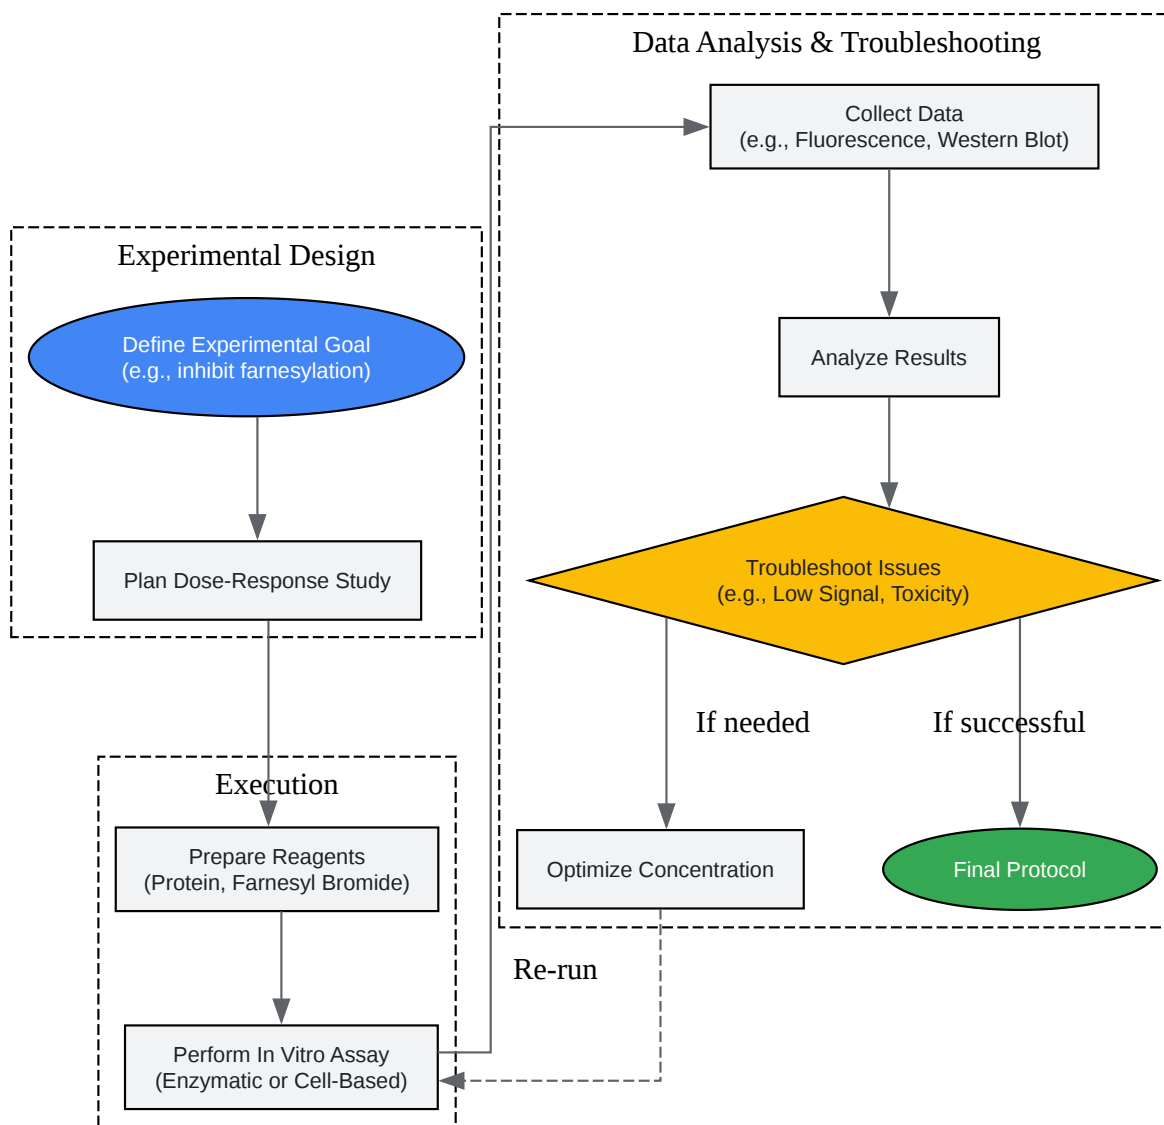 Data Analysis & Troubleshooting
Collect Data
(e.g., Fluorescence, Western Blot)
Experimental Design
Define Experimental Goal
(e.g., inhibit farnesylation)
Analyze Results
Plan Dose-Response Study
Troubleshoot Issues
(e.g., Low Signal, Toxicity)
If needed
If successful
Execution
Prepare Reagents
(Protein, Farnesyl Bromide)
Optimize Concentration
Final Protocol
Re-run
Perform In Vitro Assay
(Enzymatic or Cell-Based)